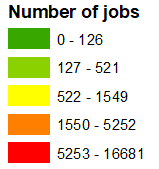 Number of jobs
0 - 126
127 - 521
522 - 1549
1550 - 5252
5253 - 16681